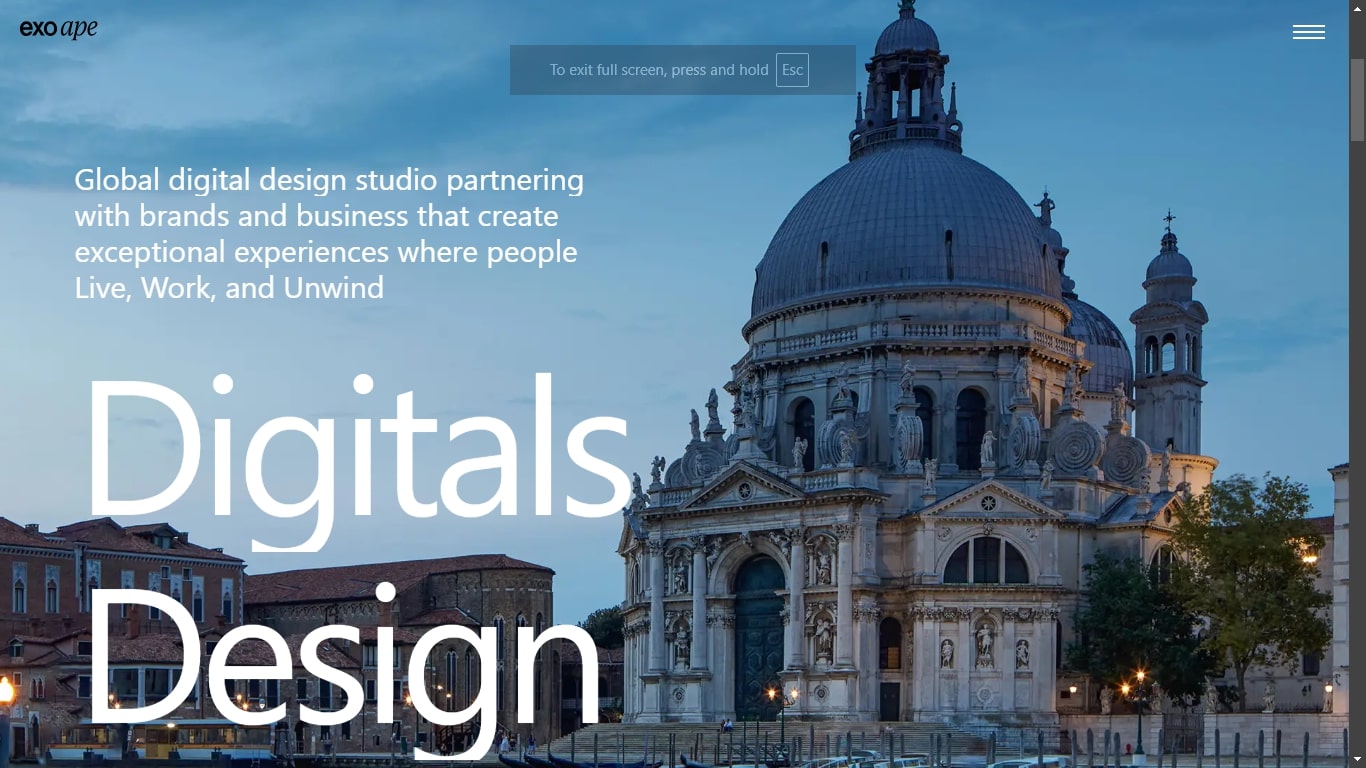 exo ape
To exit full screen, press and hold Esc
Global digital design studio partnering
with brands and business that create
exceptional experiences where people
Live, Work, and Unwind
Digitals
Design